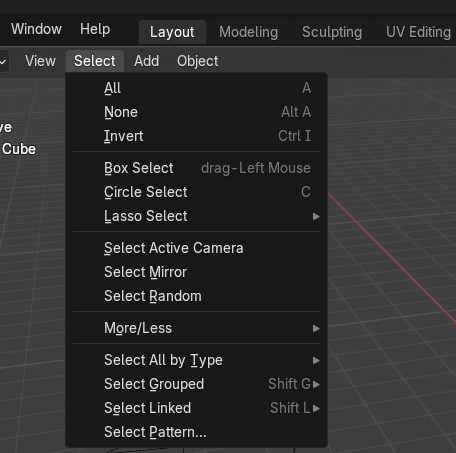 Window Help Layout Modeling Sculpting UV Editing
View Select Add Object
All A
None Alt A
Invert Ctrl I
Box Select drag-Left Mouse
Circle Select C
Lasso Select
Select Active Camera
Select Mirror
Select Random
More/Less
Select All by Type
Select Grouped Shift G
Select Linked Shift L
Select Pattern...
Cube